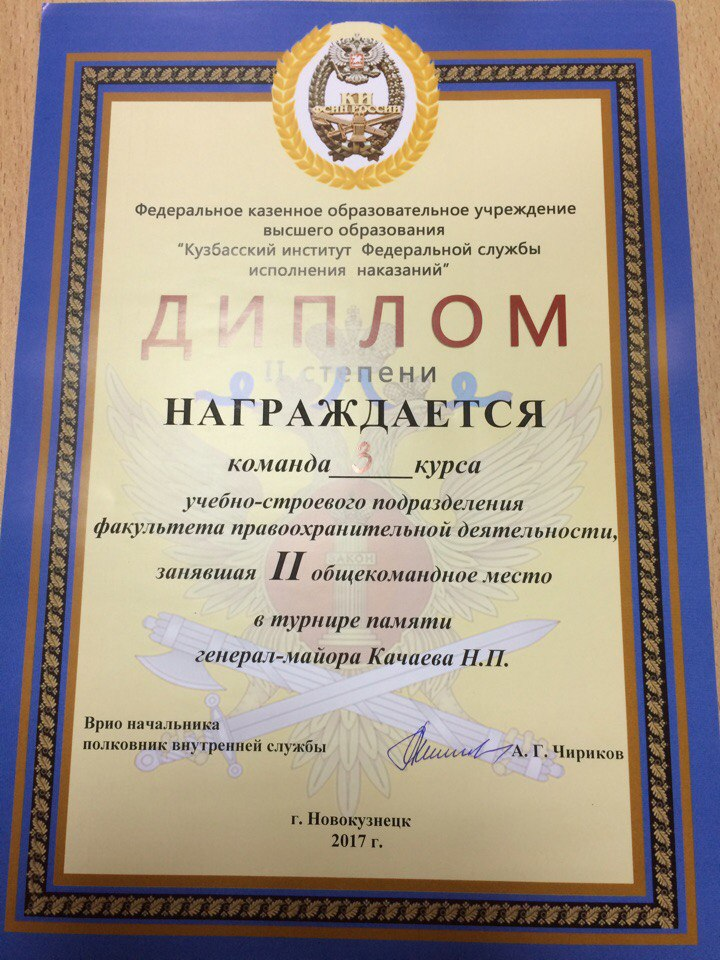 КИ
ФСИН РОССИИ
Федеральное казенное образовательное учреждение
высшего образования
"Кузбасский институт Федеральной службы
исполнения наказаний"
ДИПЛОМ
II степени
НАГРАЖДАЕТСЯ
команда 3 курса
учебно-строевого подразделения
факультета правоохранительной деятельности,
занявшая II общекомандное место
в турнире памяти
генерал-майора Качаева Н.П.
Врио начальника
полковник внутренней службы
А. Г. Чириков
г. Новокузнецк
2017 г.